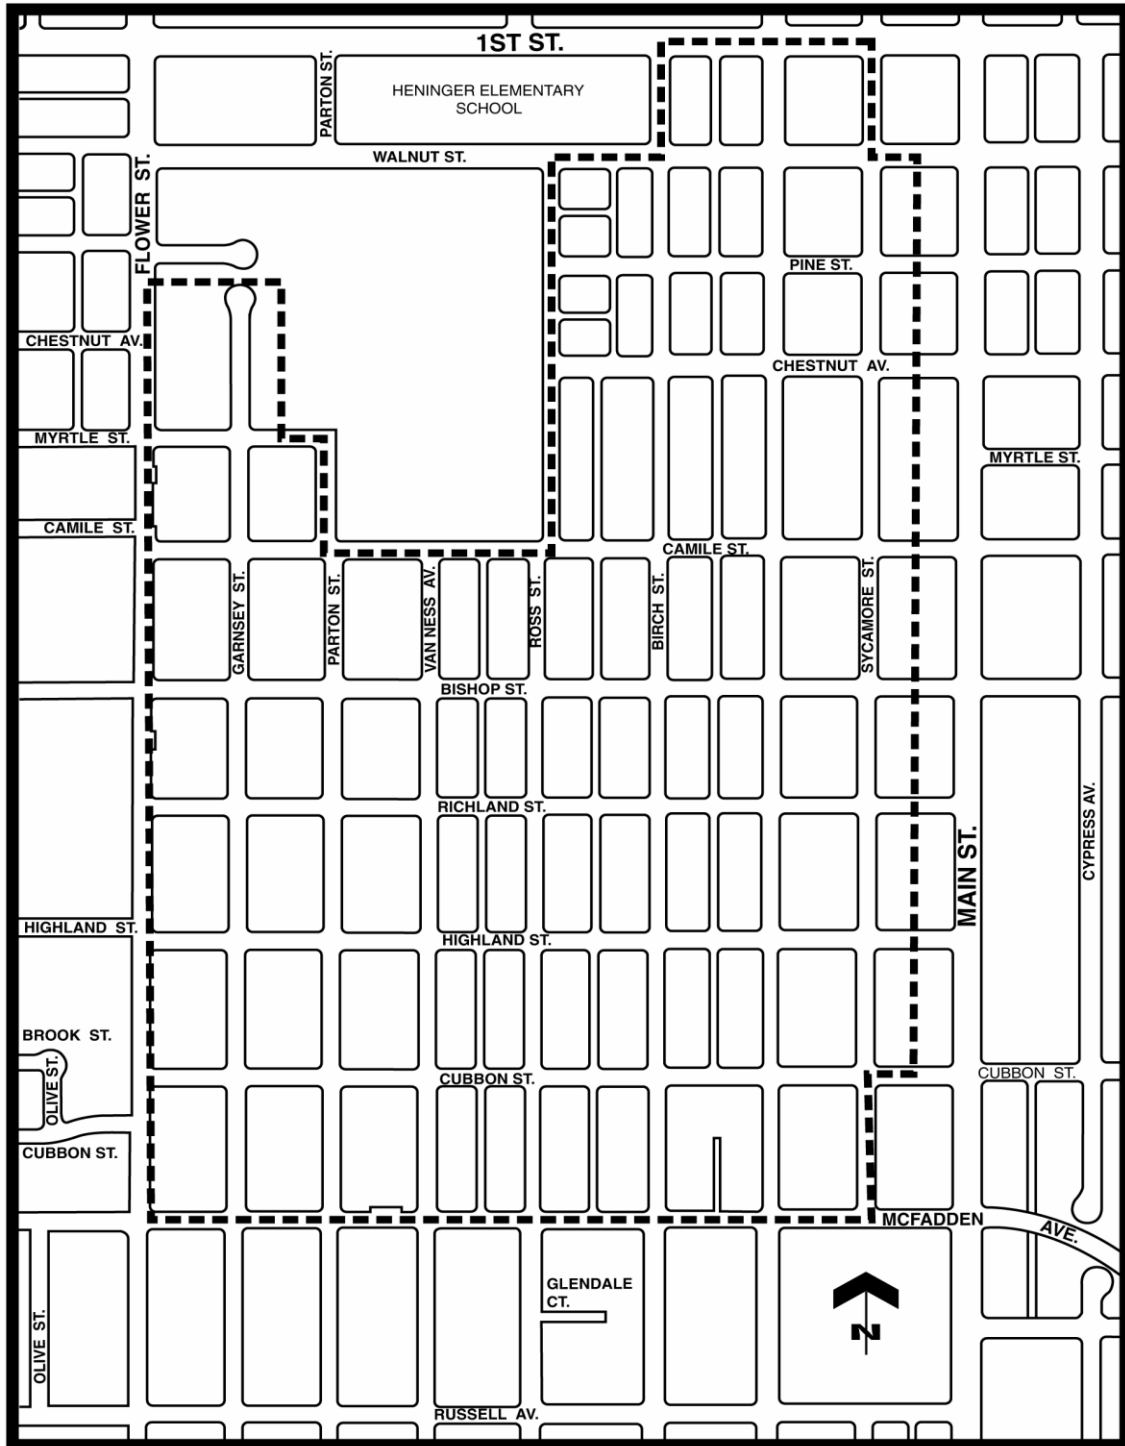 1ST ST.
PARTON ST.
HENINGER ELEMENTARY
SCHOOL
WALNUT ST.
FLOWER ST.
PINE ST.
CHESTNUT AV.
CHESTNUT AV.
MYRTLE ST.
MYRTLE ST.
CAMILE ST.
CAMILE ST.
GARNSEY ST.
PARTON ST.
VAN NESS AV.
ROSS ST.
BIRCH ST.
SYCAMORE ST.
BISHOP ST.
RICHLAND ST.
CYPRESS AV.
MAIN ST.
HIGHLAND ST.
HIGHLAND ST.
BROOK ST.
OLIVE ST.
CUBBON ST.
CUBBON ST.
CUBBON ST.
MCFADDEN
AVE.
GLENDALE
CT.
N
OLIVE ST.
RUSSELL AV.